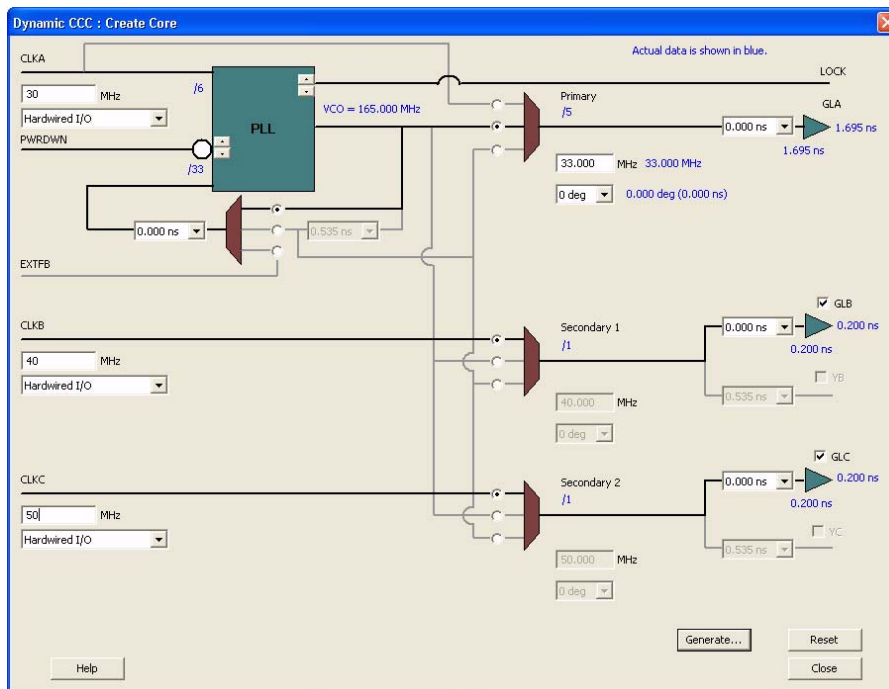 Dynamic CCC : Create Core
Actual data is shown in blue.
CLKA
LOCK
30 MHz
/6
Hardwired I/O
PLL
VCO = 165.000 MHz
Primary
/5
GLA
0.000 ns
1.695 ns
1.695 ns
PWRDWN
/33
33.000 MHz 33.000 MHz
0 deg 0.000 deg (0.000 ns)
0.000 ns
0.535 ns
EXTFB
GLB
CLKB
Secondary 1
/1
0.000 ns
0.200 ns
0.200 ns
40 MHz
Hardwired I/O
YB
40.000 MHz
0.535 ns
0 deg
GLC
CLKC
Secondary 2
/1
0.000 ns
0.200 ns
0.200 ns
50 MHz
Hardwired I/O
YC
50.000 MHz
0.535 ns
0 deg
Generate...
Reset
Help
Close